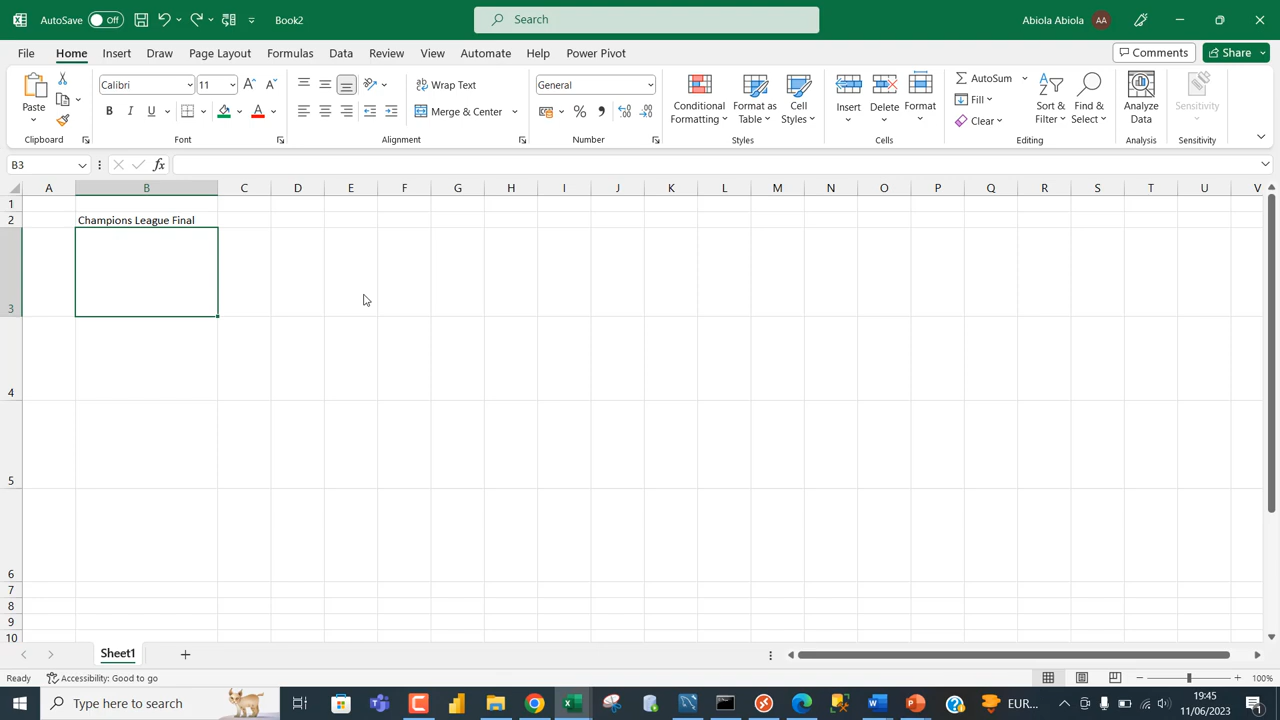 AutoSave Off Book2 Search Abiola Abiola AA
File Home Insert Draw Page Layout Formulas Data Review View Automate Help Power Pivot Comments Share
Calibri 11 Wrap Text General AutoSum
Paste B I U Merge & Center % , Conditional Formatting Format as Table Cell Styles Insert Delete Format Fill Clear Sort & Filter Find & Select Analyze Data Sensitivity
Clipboard Font Alignment Number Styles Cells Editing Analysis Sensitivity
B3 fx
A B C D E F G H I J K L M N O P Q R S T U V
1
2 Champions League Final
3
4
5
6
7
8
9
10
Sheet1
Ready Accessibility: Good to go 100%
Type here to search EUR... 19:45
11/06/2023 1